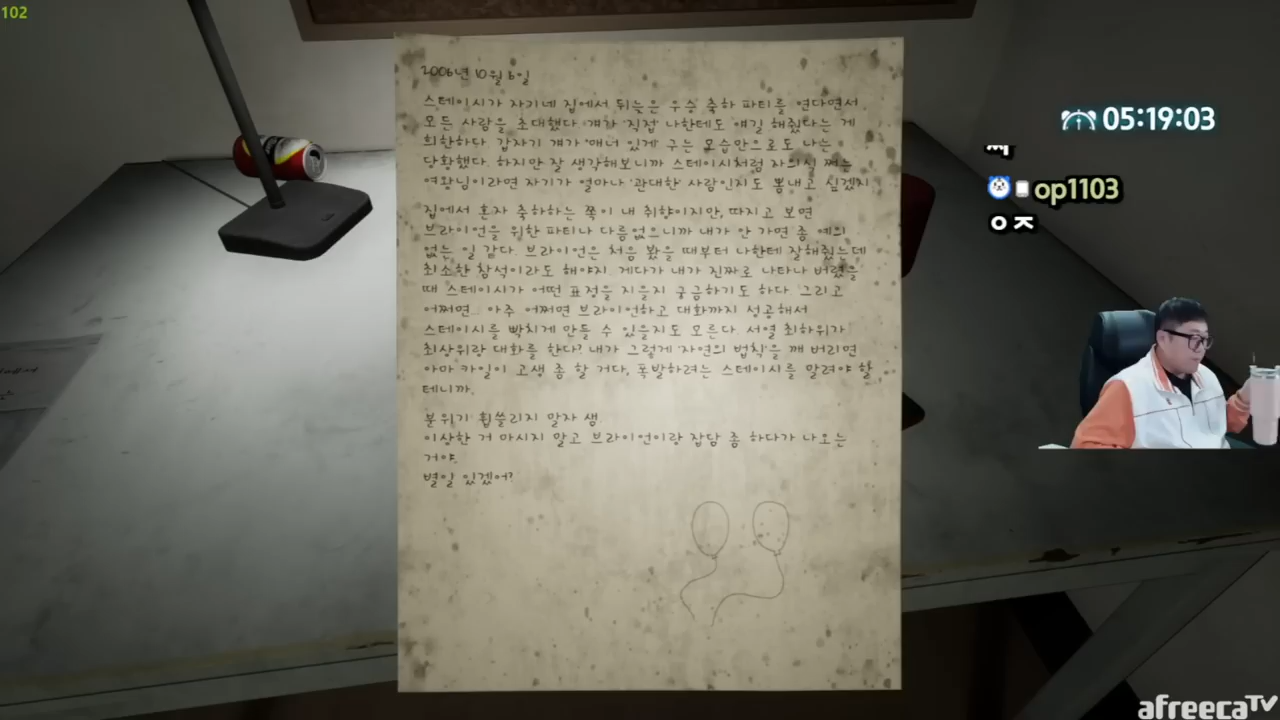 102
2006년 10월 6일
스테이시가 자기네 집에서 뒤늦은 우승 축하 파티를 연다면서
모든 사람을 초대했다. 걔가 '직접' 나한테도 얘길 해줬다는 게
희한하다. 갑자기 걔가 '매너 있게' 구는 모습만으로도 나는
당황했다. 하지만 잘 생각해보니까 스테이시처럼 자의식 쩌는
여왕님이라면 자기가 얼마나 '관대한' 사람인지도 뽐내고 싶겠지.
집에서 혼자 축하하는 쪽이 내 취향이지만, 따지고 보면
브라이언을 위한 파티나 다름없으니까 내가 안 가면 좀 예의
없는 일 같다. 브라이언은 처음 봤을 때부터 나한테 잘해줬는데
최소한 참석이라도 해야지. 게다가 내가 진짜로 나타나 버렸을
때 스테이시가 어떤 표정을 지을지 궁금하기도 하다. 그리고
어쩌면... 아주 어쩌면 브라이언하고 대화까지 성공해서
스테이시를 빡치게 만들 수 있을지도 모른다. 서열 최하위가
최상위랑 대화를 한다? 내가 그렇게 '자연의 법칙'을 깨 버리면
아마 카일이 고생 좀 할 거다, 폭발하려는 스테이시를 말려야 할
테니까.
분위기 휩쓸리지 말자 샘.
이상한 거 마시지 말고 브라이언이랑 잡담 좀 하다가 나오는
거야.
별일 있겠어?
05:19:03
op1103
ㅇㅈ
afreecaTV